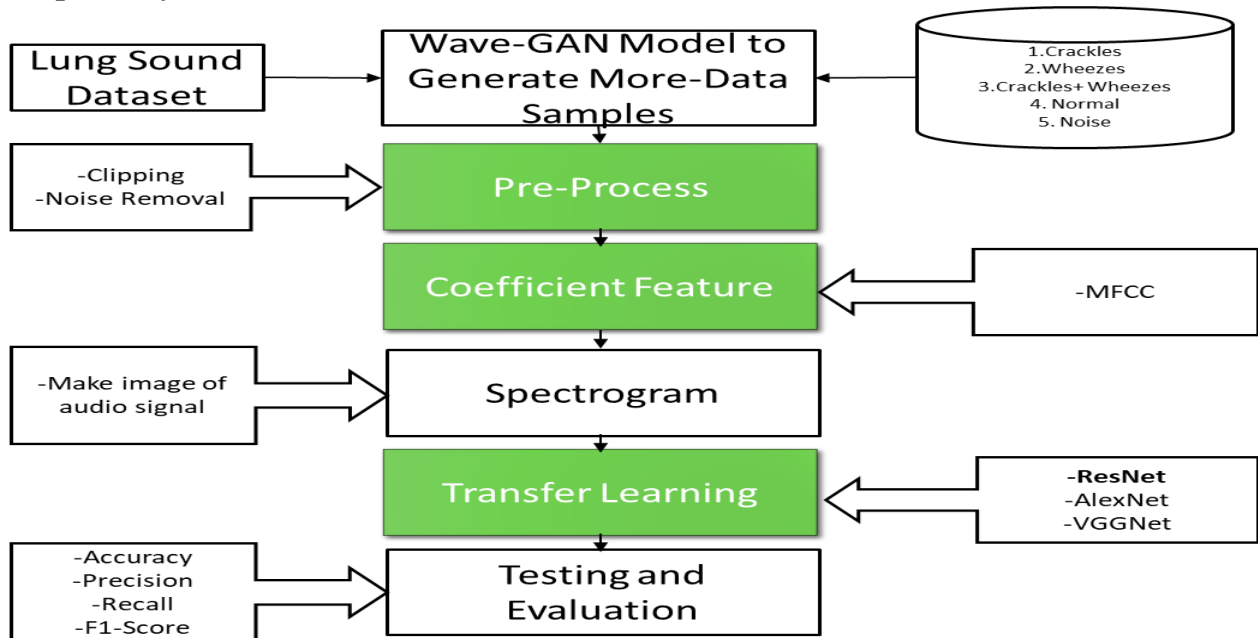 Lung Sound
Dataset
Wave-GAN Model to
Generate More-Data
Samples
1.Crackles
2.Wheezes
3.Crackles+ Wheezes
4. Normal
5. Noise
-Clipping
-Noise Removal
Pre-Process
Coefficient Feature
-MFCC
-Make image of
audio signal
Spectrogram
Transfer Learning
-ResNet
-AlexNet
-VGGNet
-Accuracy
-Precision
-Recall
-F1-Score
Testing and
Evaluation